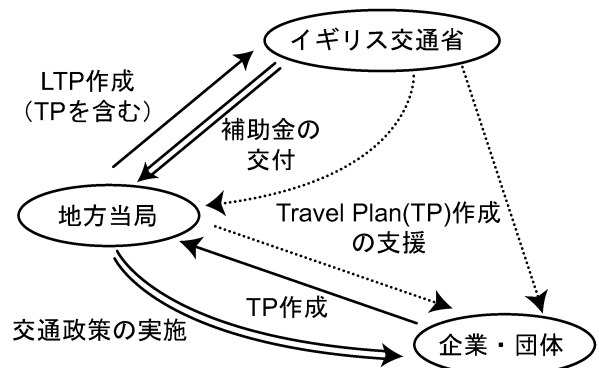 イギリス交通省
LTP作成
（TPを含む）
補助金の
交付
地方当局
Travel Plan(TP)作成
の支援
TP作成
交通政策の実施
企業・団体